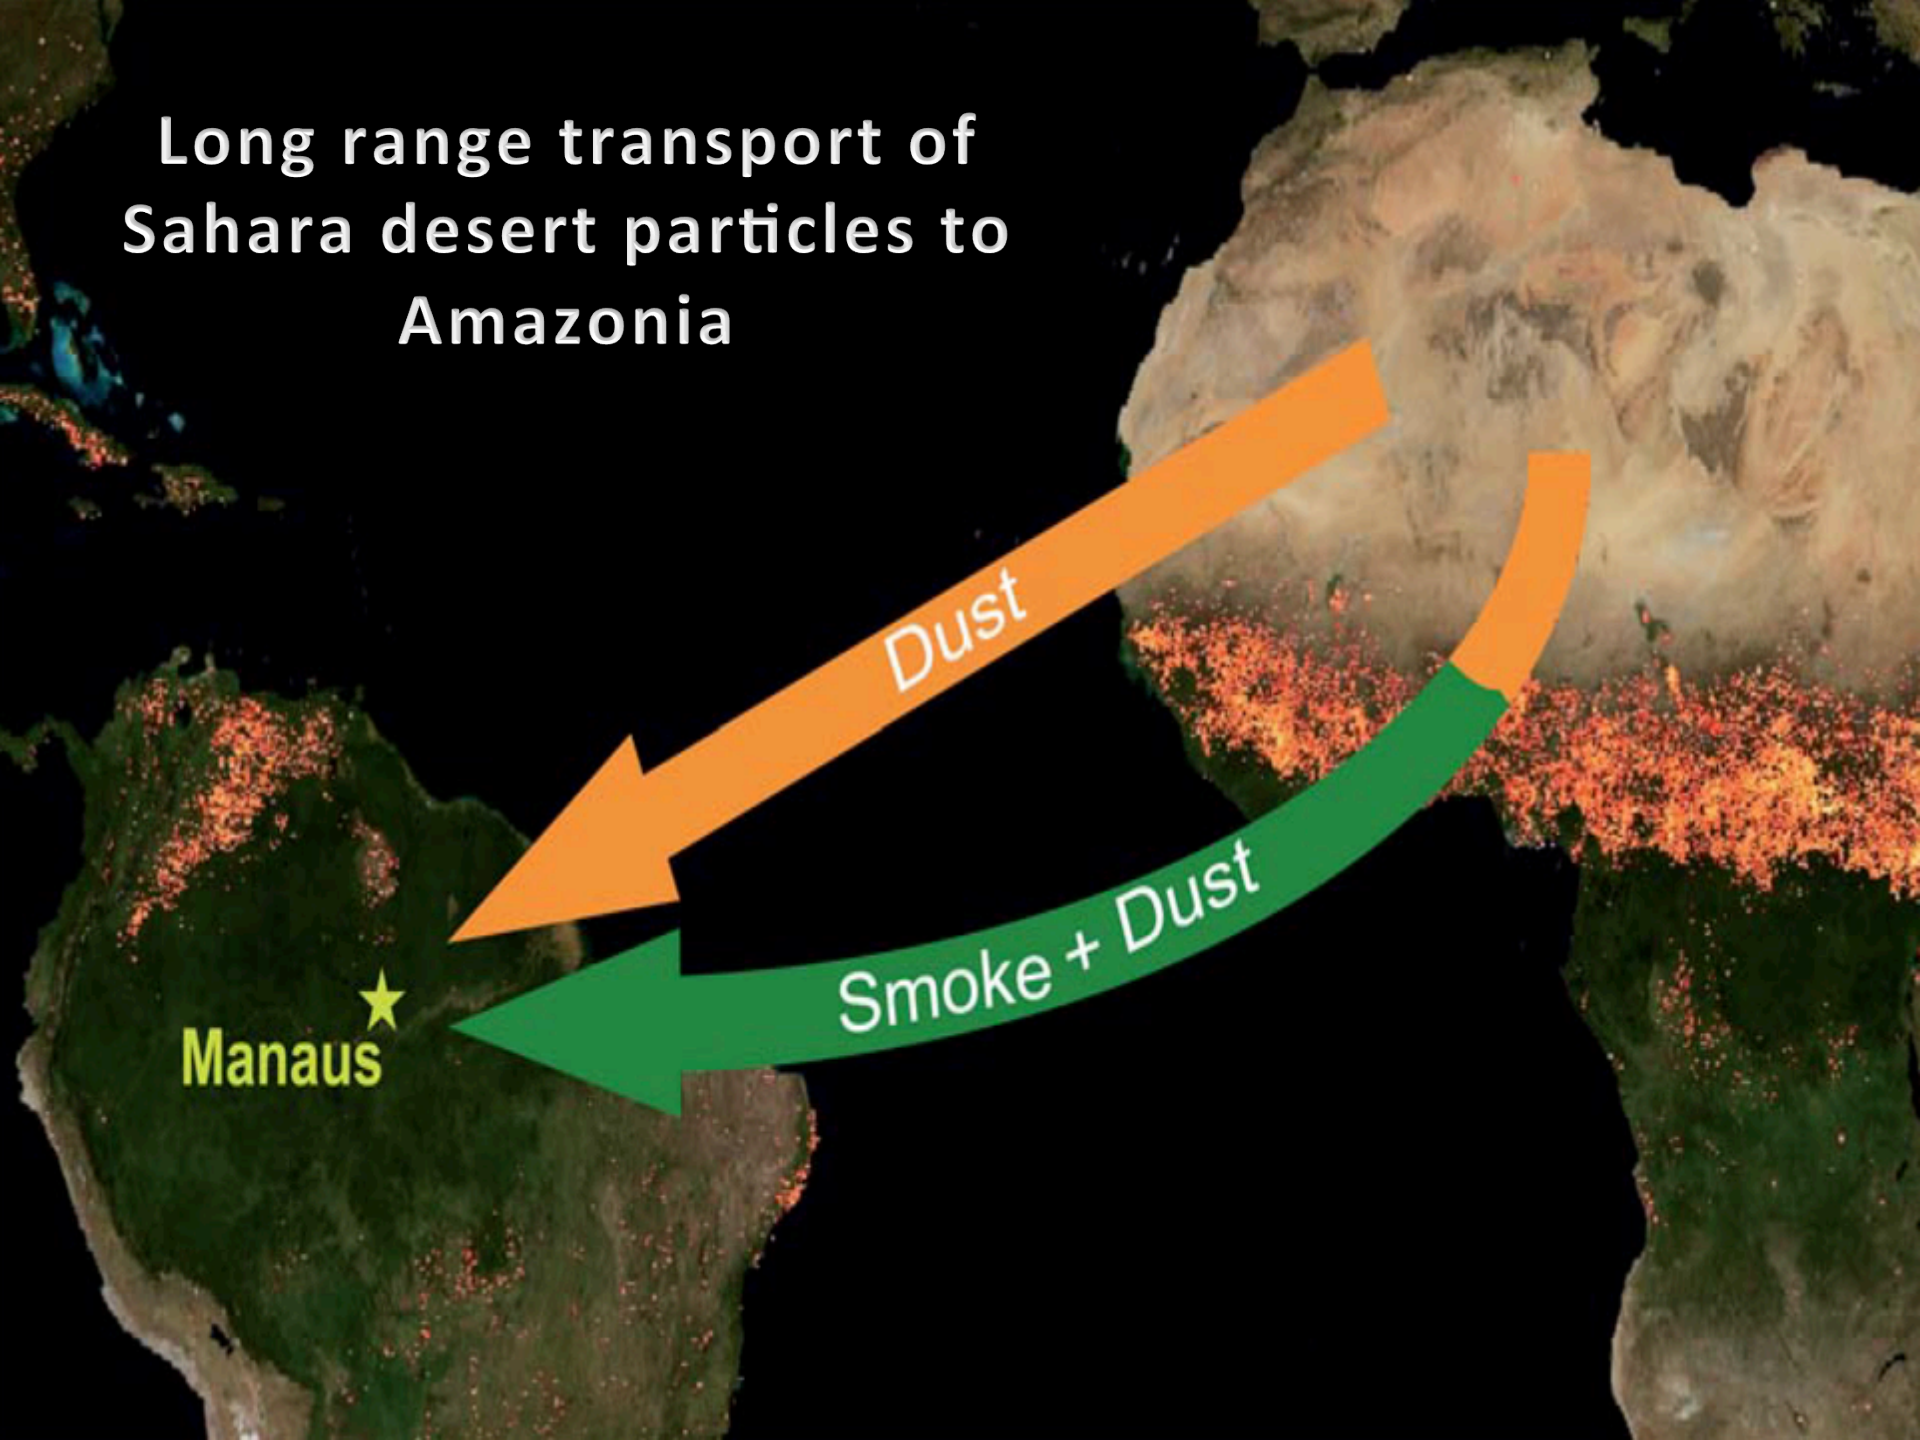 Long range transport of
Sahara desert particles to
Amazonia
Dust
Smoke + Dust
Manaus